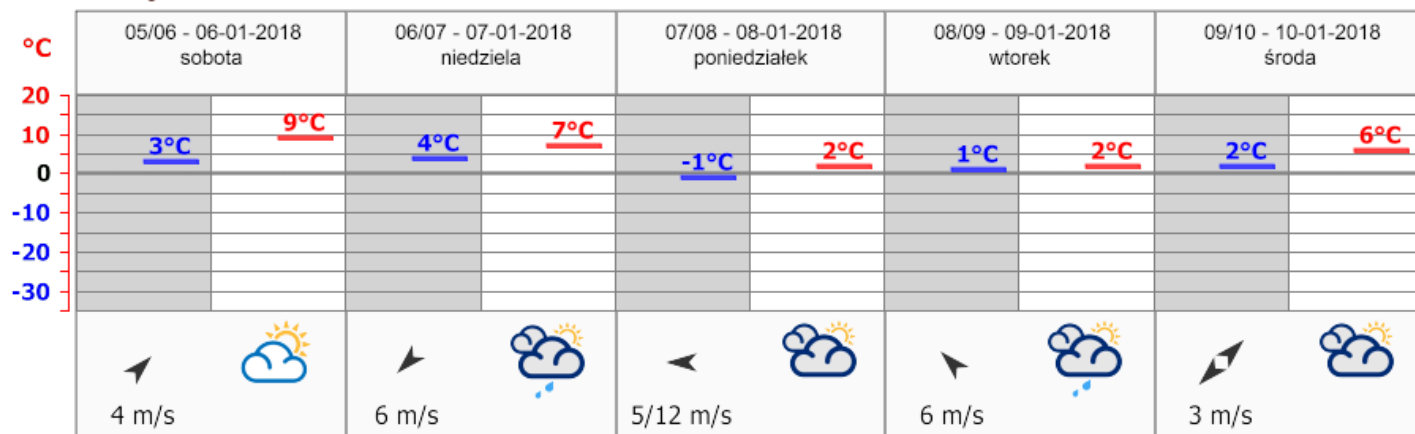 °C
05/06 - 06-01-2018
sobota
06/07 - 07-01-2018
niedziela
07/08 - 08-01-2018
poniedziałek
08/09 - 09-01-2018
wtorek
09/10 - 10-01-2018
środa
20
10
0
-10
-20
-30
3°C
9°C
4°C
7°C
-1°C
2°C
1°C
2°C
2°C
6°C
4 m/s
6 m/s
5/12 m/s
6 m/s
3 m/s